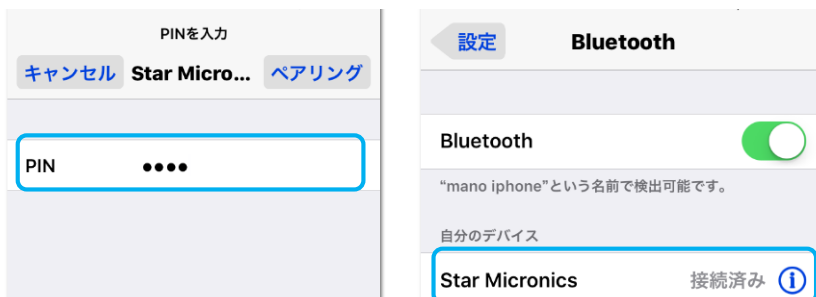 PINを入力
キャンセル Star Micro... ペアリング
PIN ••••
設定 Bluetooth
Bluetooth
“mano iphone”という名前で検出可能です。
自分のデバイス
Star Micronics 接続済み